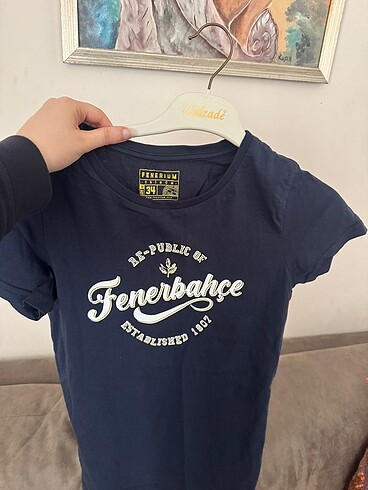 FENERIUM
34
RE-PUBLIC OF
Fenerbahçe
ESTABLISHED 1907